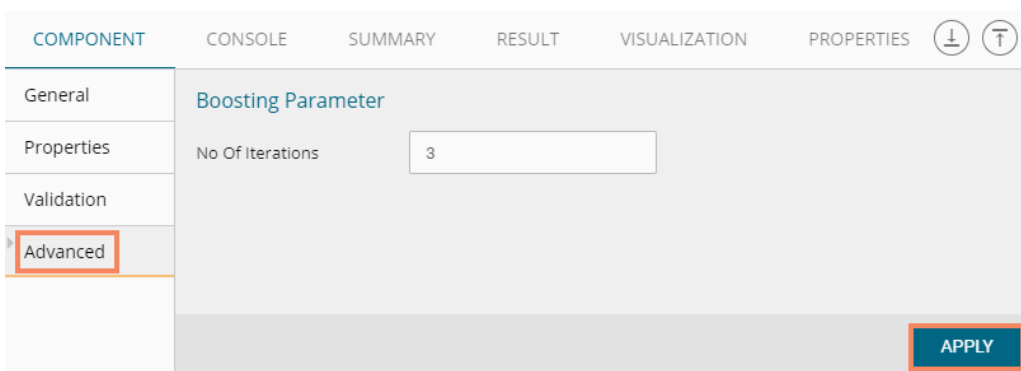 COMPONENT CONSOLE SUMMARY RESULT VISUALIZATION PROPERTIES
General
Properties
Validation
Advanced
Boosting Parameter
No Of Iterations 3
APPLY